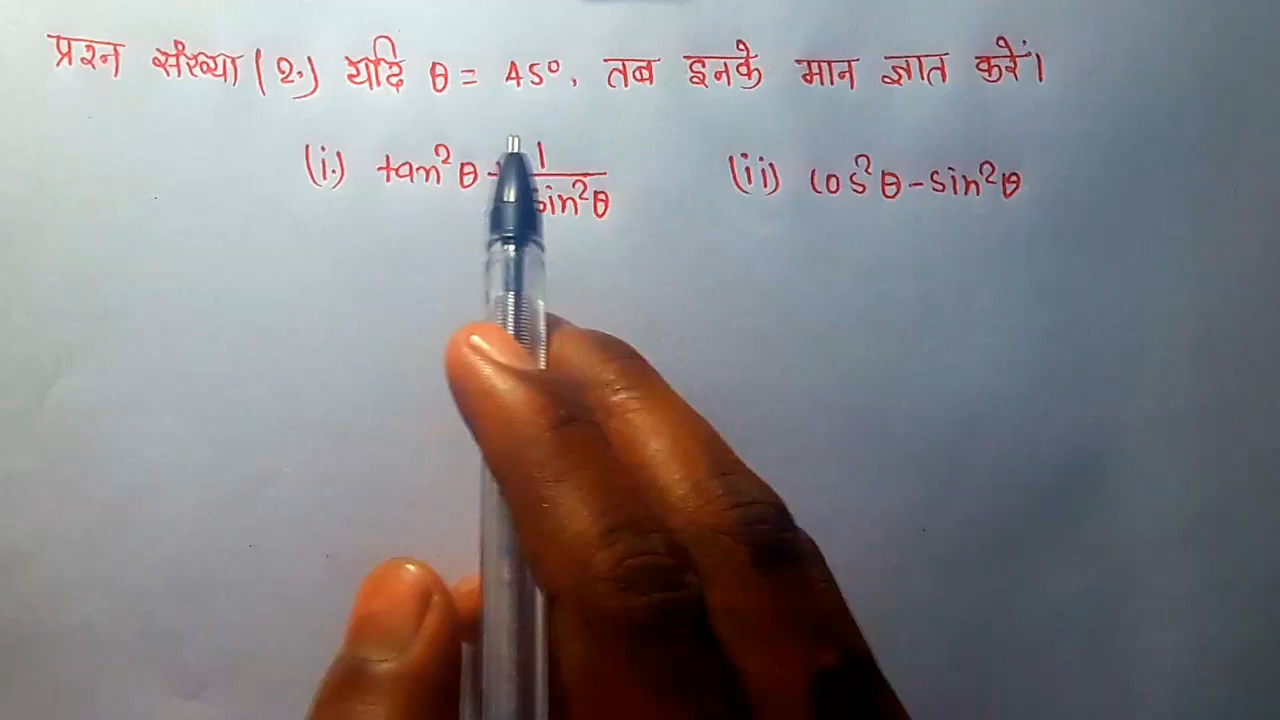 प्रश्न संख्या (2.) यदि θ = 45°, तब इनके मान ज्ञात करें।
(i.) tan²θ 1/sin²θ (ii) cos²θ - sin²θ